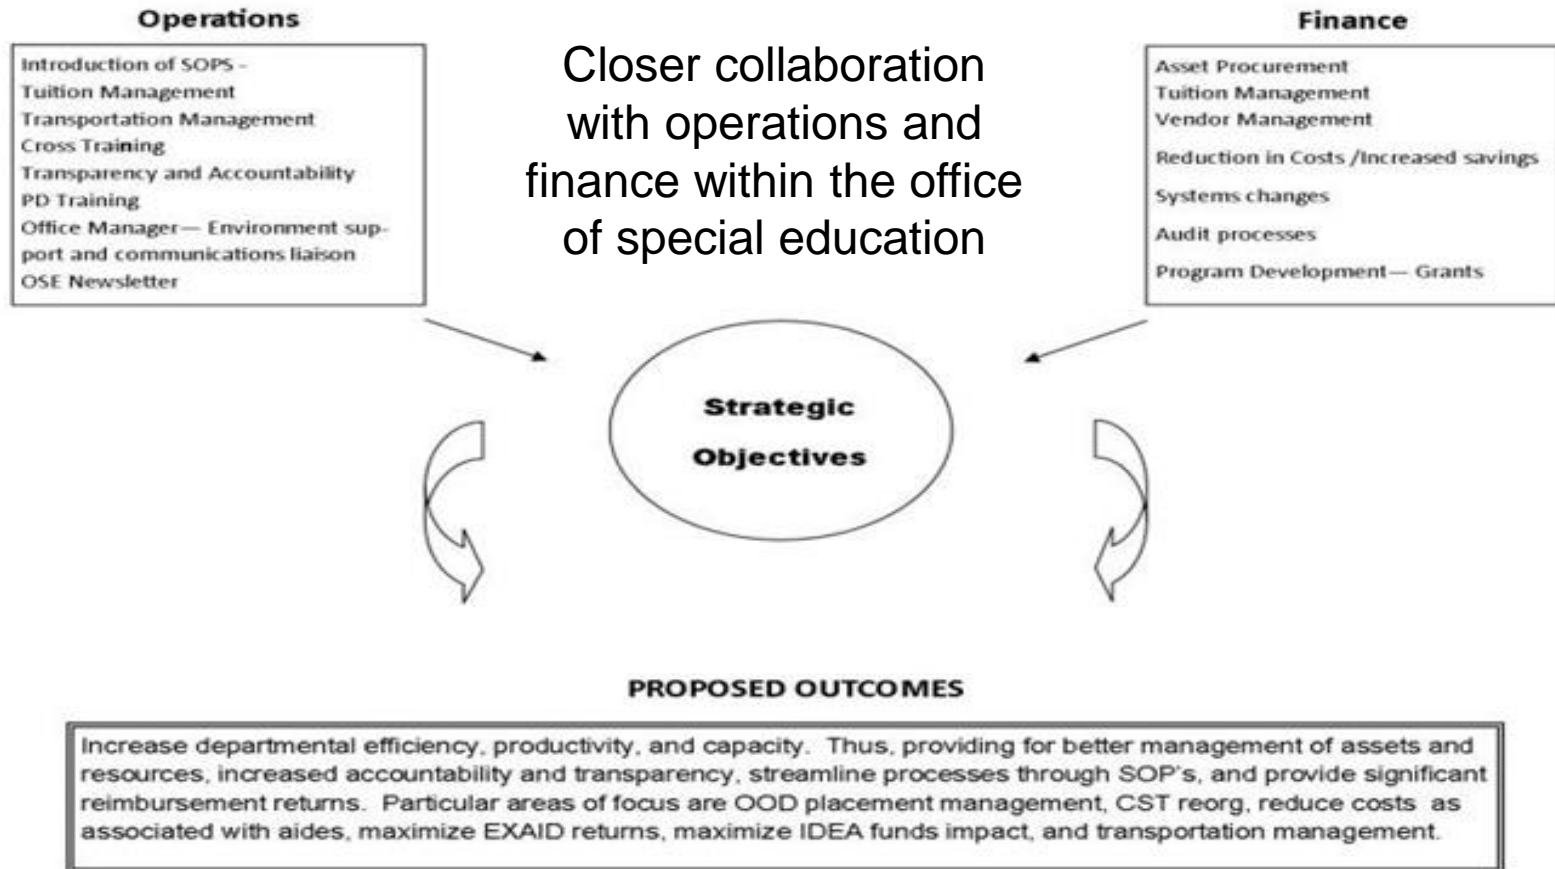 Operations
Introduction of SOPS -
Tuition Management
Transportation Management
Cross Training
Transparency and Accountability
PD Training
Office Manager— Environment sup-
port and communications liaison
OSE Newsletter
Closer collaboration
with operations and
finance within the office
of special education
Finance
Asset Procurement
Tuition Management
Vendor Management
Reduction in Costs /Increased savings
Systems changes
Audit processes
Program Development— Grants
Strategic
Objectives
PROPOSED OUTCOMES
Increase departmental efficiency, productivity, and capacity.  Thus, providing for better management of assets and
resources, increased accountability and transparency, streamline processes through SOP's, and provide significant
reimbursement returns.  Particular areas of focus are OOD placement management, CST reorg, reduce costs  as
associated with aides, maximize EXAID returns, maximize IDEA funds impact, and transportation management.